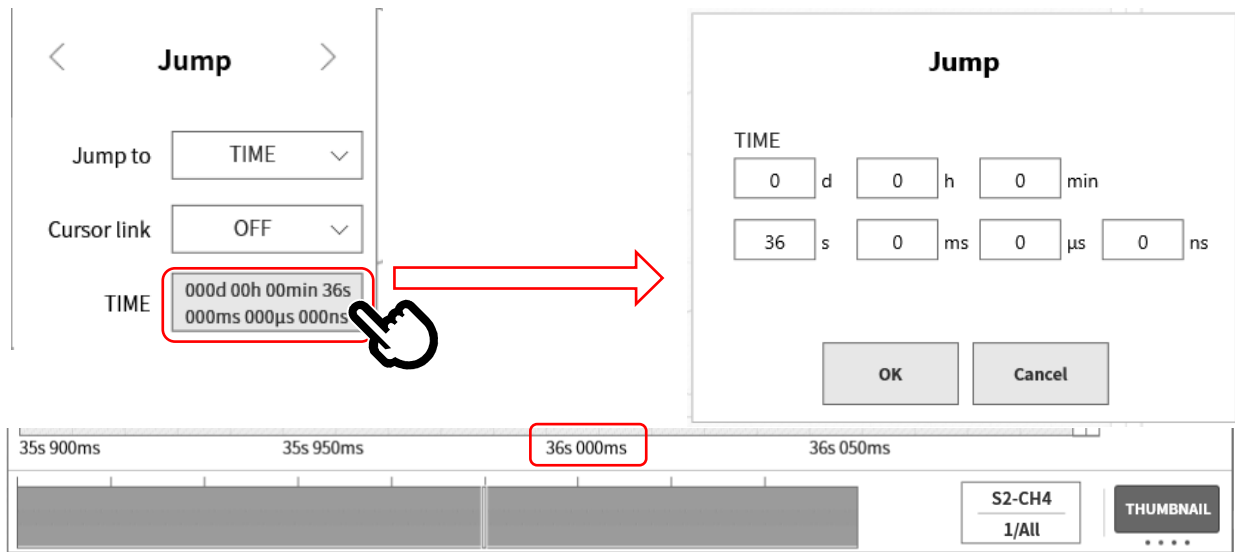 Jump
Jump to TIME
Cursor link OFF
TIME 000d 00h 00min 36s
000ms 000µs 000ns
Jump
TIME
0 d 0 h 0 min
36 s 0 ms 0 µs 0 ns
OK Cancel
35s 900ms 35s 950ms 36s 000ms 36s 050ms
S2-CH4
1/All
THUMBNAIL